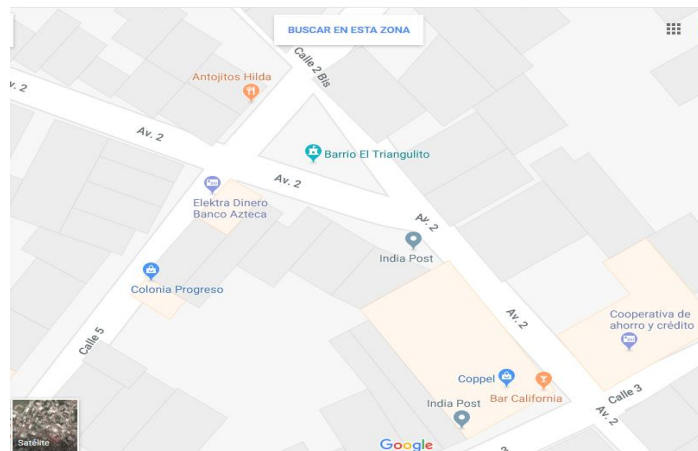 BUSCAR EN ESTA ZONA
Calle 2 Bis
Antojitos Hilda
v. 2
Av. 2
Barrio El Triangulito
Av. 2
Elektra Dinero
Banco Azteca
Av. 2
India Post
Colonia Progreso
Av. 2
Cooperativa de
ahorro y crédito
Calle 5
Coppel
Bar California
Calle 3
India Post
Av. 2
Satélite
Google
3